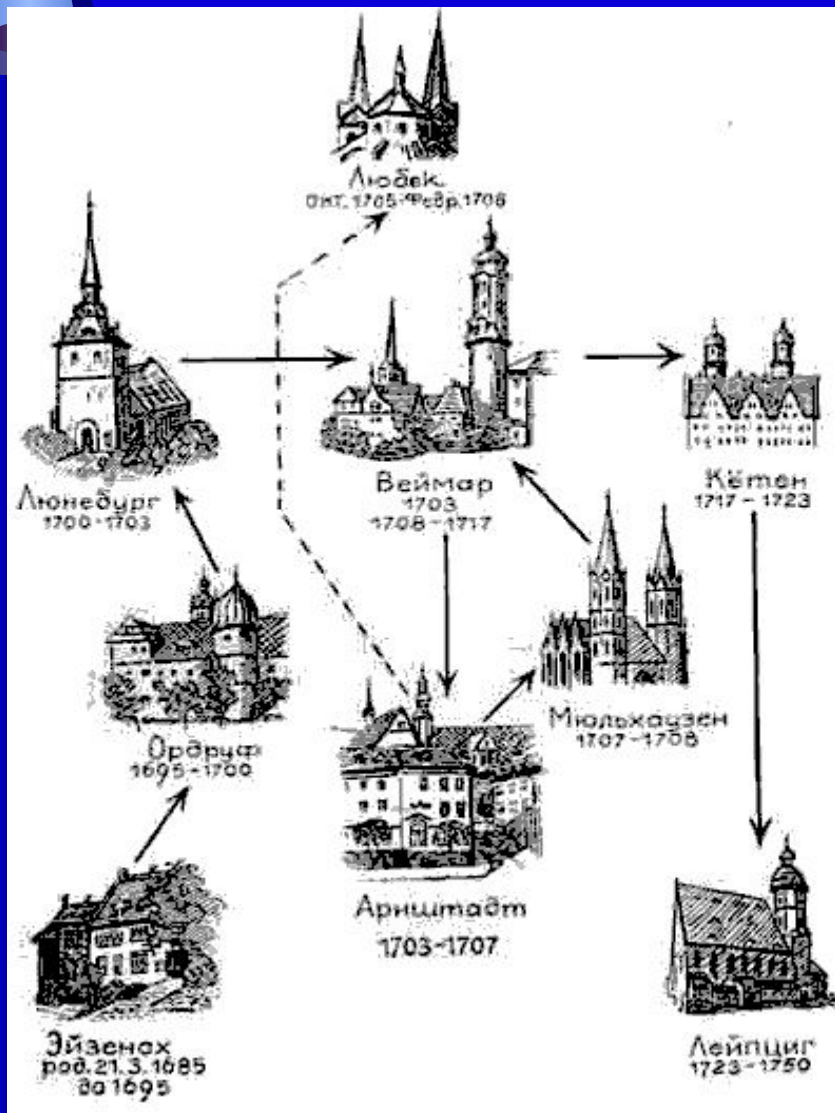 Любек
окт. 1705-Февр. 1706
Люнебург
1700-1703
Веймар
1703
1708-1717
Кётен
1717-1723
Ордруф
1695-1700
Мюльхаузен
1707-1708
Арнштадт
1703-1707
Эйзенах
род. 21.3.1685
до 1695
Лейпциг
1723-1750